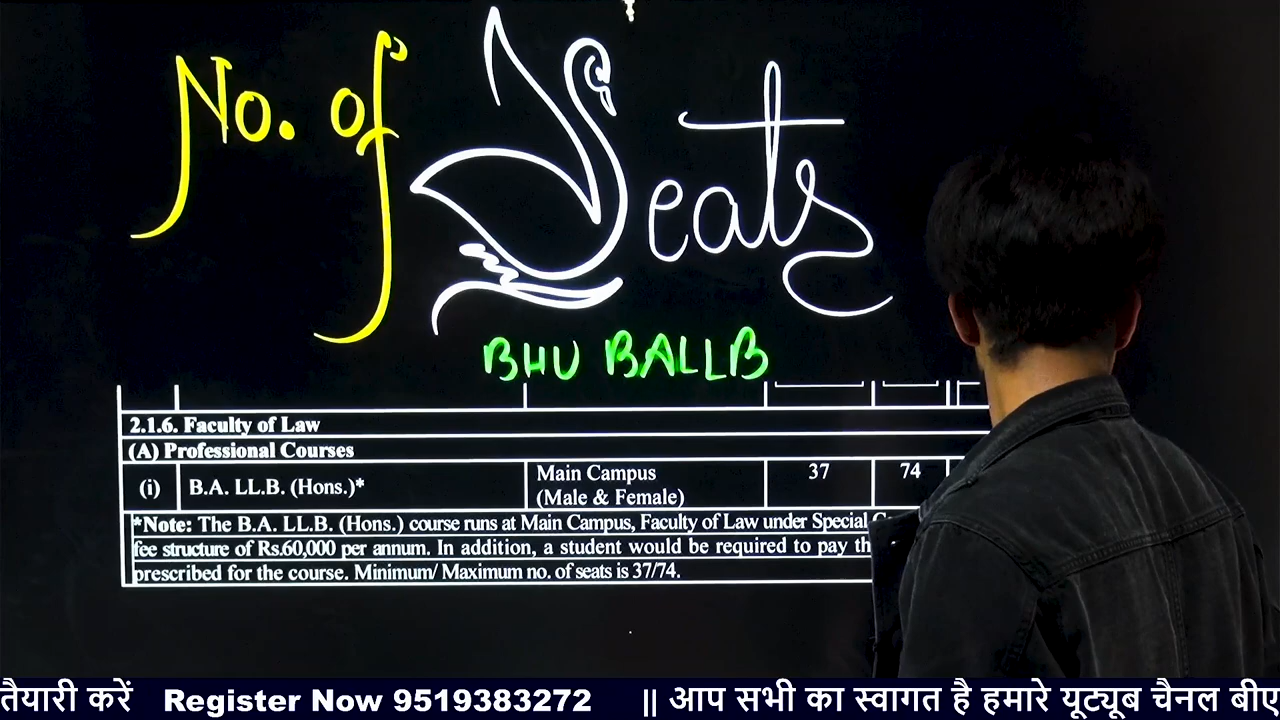 No. of Seats
BHU BALLB
2.1.6. Faculty of Law
(A) Professional Courses
(i) B.A. LL.B. (Hons.)* Main Campus 37 74
(Male & Female)
*Note: The B.A. LL.B. (Hons.) course runs at Main Campus, Faculty of Law under Special
fee structure of Rs.60,000 per annum. In addition, a student would be required to pay th
prescribed for the course. Minimum/ Maximum no. of seats is 37/74.
तैयारी करें Register Now 9519383272 || आप सभी का स्वागत है हमारे यूट्यूब चैनल बीए